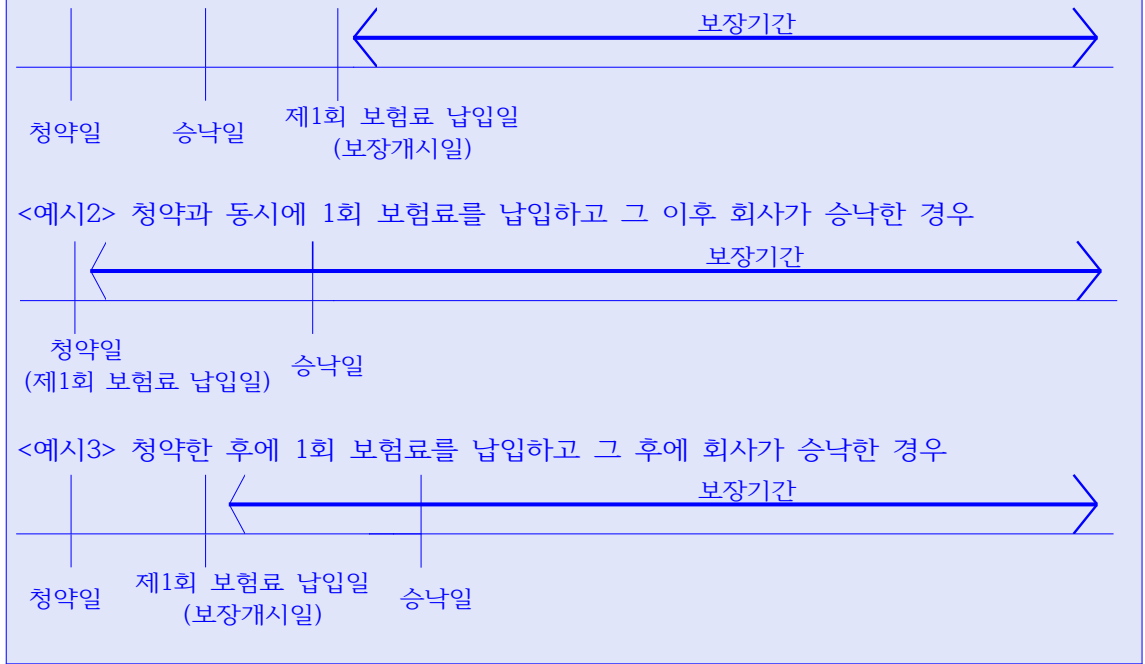 보장기간
청약일 승낙일 제1회 보험료 납입일
(보장개시일)
<예시2> 청약과 동시에 1회 보험료를 납입하고 그 이후 회사가 승낙한 경우
보장기간
청약일
(제1회 보험료 납입일) 승낙일
<예시3> 청약한 후에 1회 보험료를 납입하고 그 후에 회사가 승낙한 경우
보장기간
청약일 제1회 보험료 납입일 승낙일
(보장개시일)